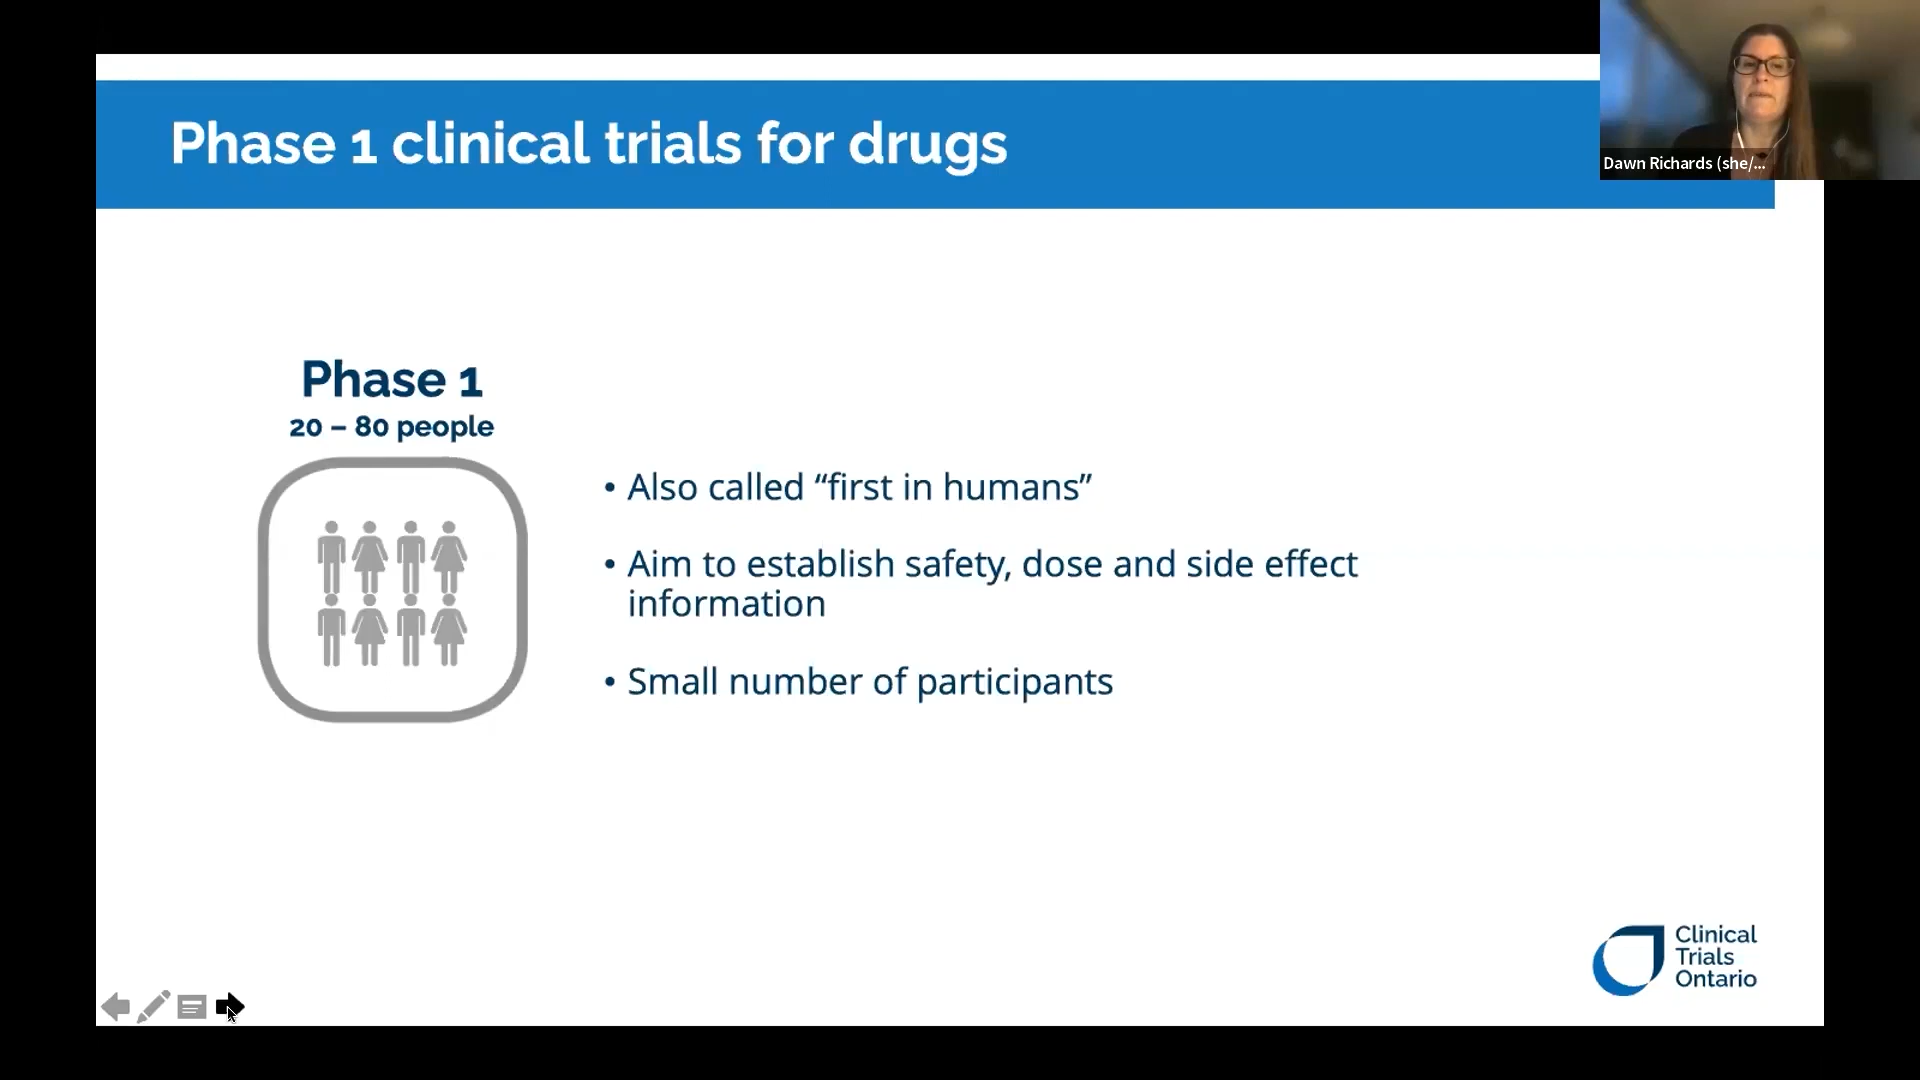 Phase 1 clinical trials for drugs
Dawn Richards (she/...
Phase 1
20 – 80 people
• Also called “first in humans”
• Aim to establish safety, dose and side effect
information
• Small number of participants
Clinical
Trials
Ontario